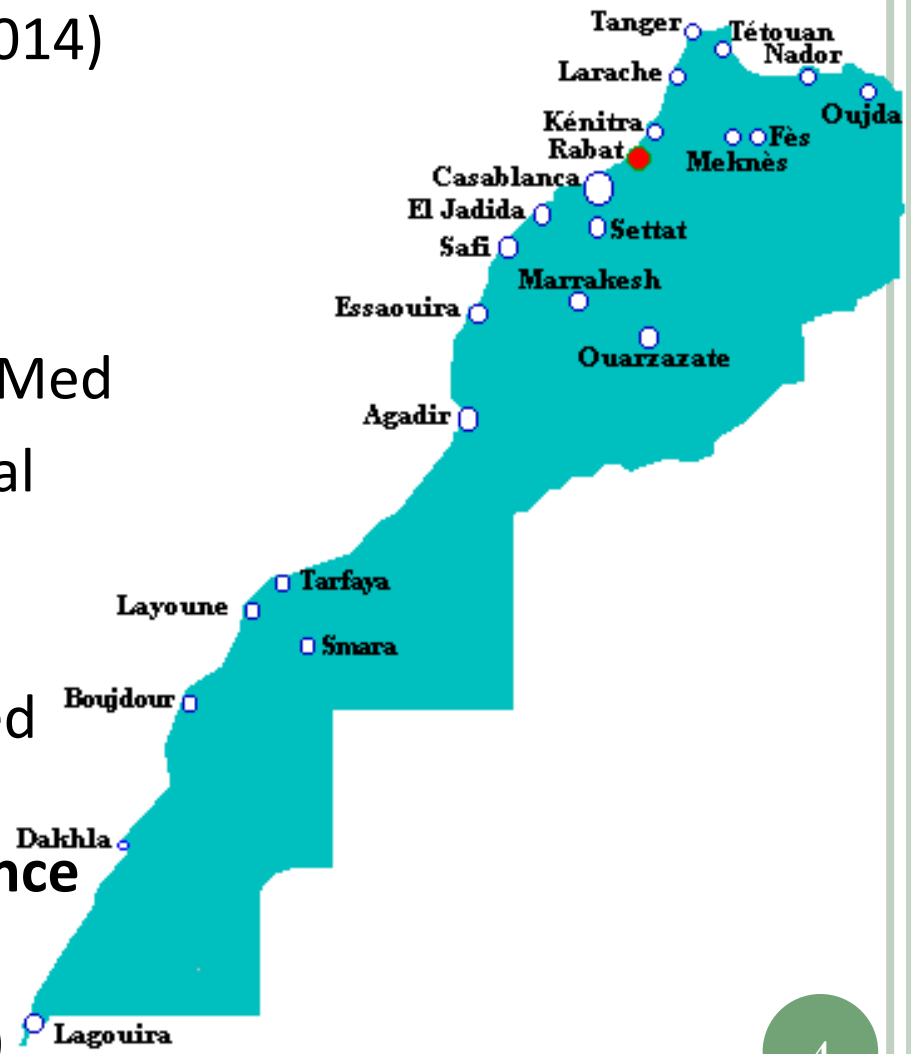 014)
Tanger
Tétouan
Nador
Larache
Oujda
Kénitra
Fès
Rabat
Meknès
Casablanca
El Jadida
Settat
Safi
Marrakesh
Essaouira
Ouarzazate
Med
Agadir
al
Tarfaya
Layoune
Smara
Boujdour
ed
Dakhla
nce
Lagouira
)
4